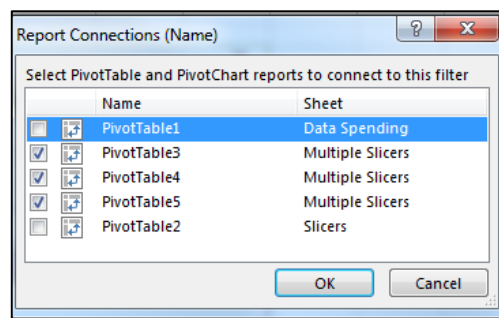 Report Connections (Name)
Select PivotTable and PivotChart reports to connect to this filter
Name Sheet
PivotTable1 Data Spending
PivotTable3 Multiple Slicers
PivotTable4 Multiple Slicers
PivotTable5 Multiple Slicers
PivotTable2 Slicers
OK Cancel